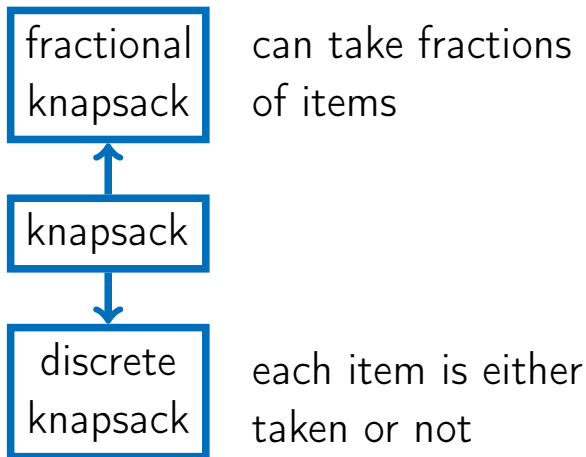 fractional
knapsack
can take fractions
of items
knapsack
discrete
knapsack
each item is either
taken or not